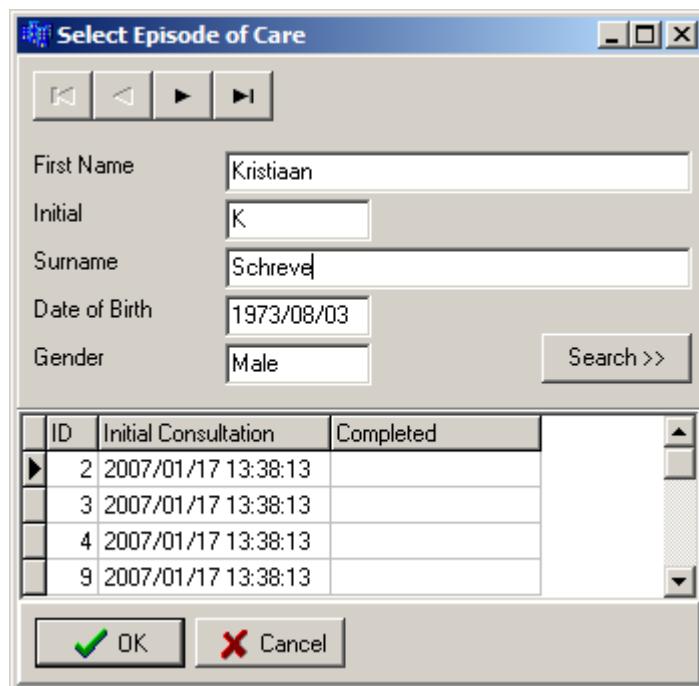 Select Episode of Care
First Name Kristiaan
Initial K
Surname Schreve
Date of Birth 1973/08/03
Gender Male Search >>
ID Initial Consultation Completed
2 2007/01/17 13:38:13
3 2007/01/17 13:38:13
4 2007/01/17 13:38:13
9 2007/01/17 13:38:13
OK Cancel